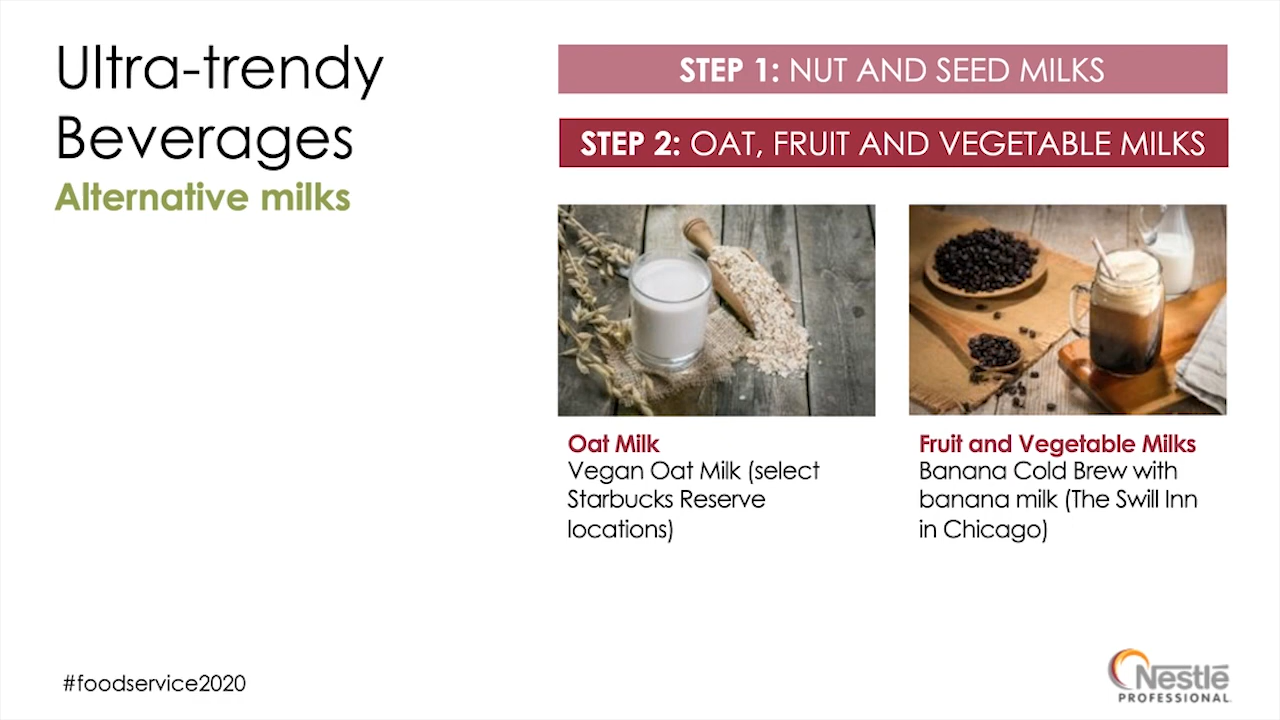 Ultra-trendy
Beverages
Alternative milks
STEP 1: NUT AND SEED MILKS
STEP 2: OAT, FRUIT AND VEGETABLE MILKS
Oat Milk
Vegan Oat Milk (select
Starbucks Reserve
locations)
Fruit and Vegetable Milks
Banana Cold Brew with
banana milk (The Swill Inn
in Chicago)
#foodservice2020
Nestlé
PROFESSIONAL